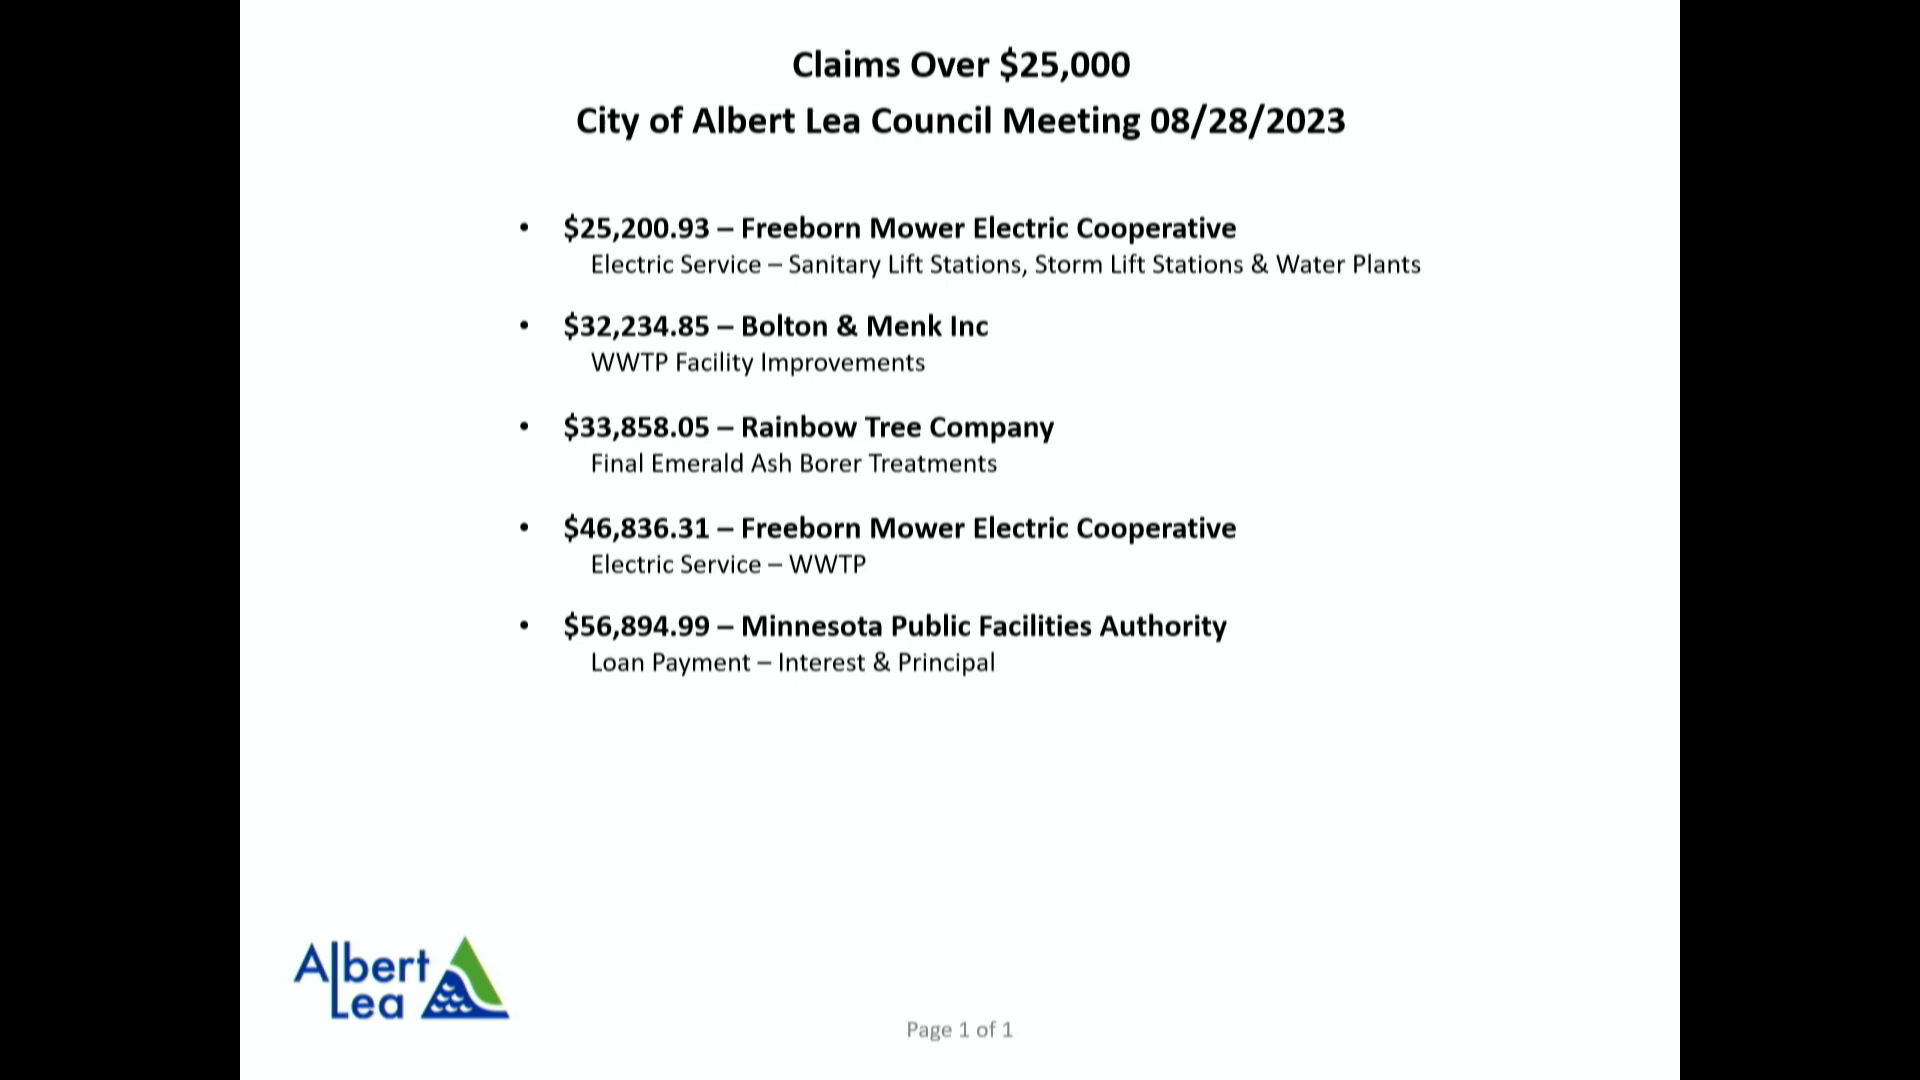 Claims Over $25,000
City of Albert Lea Council Meeting 08/28/2023
• $25,200.93 – Freeborn Mower Electric Cooperative
Electric Service – Sanitary Lift Stations, Storm Lift Stations & Water Plants
• $32,234.85 – Bolton & Menk Inc
WWTP Facility Improvements
• $33,858.05 – Rainbow Tree Company
Final Emerald Ash Borer Treatments
• $46,836.31 – Freeborn Mower Electric Cooperative
Electric Service – WWTP
• $56,894.99 – Minnesota Public Facilities Authority
Loan Payment – Interest & Principal
Albert
Lea
Page 1 of 1